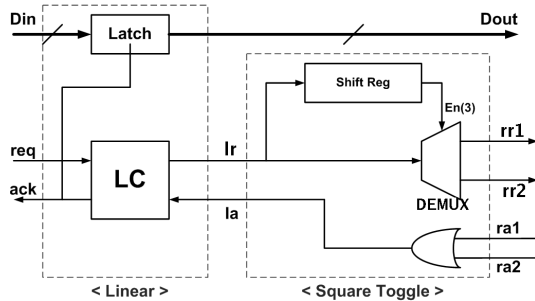 Din
Dout
Latch
Shift Reg
En(3)
req
lr
rr1
LC
ack
rr2
la
DEMUX
ra1
ra2
< Linear >
< Square Toggle >